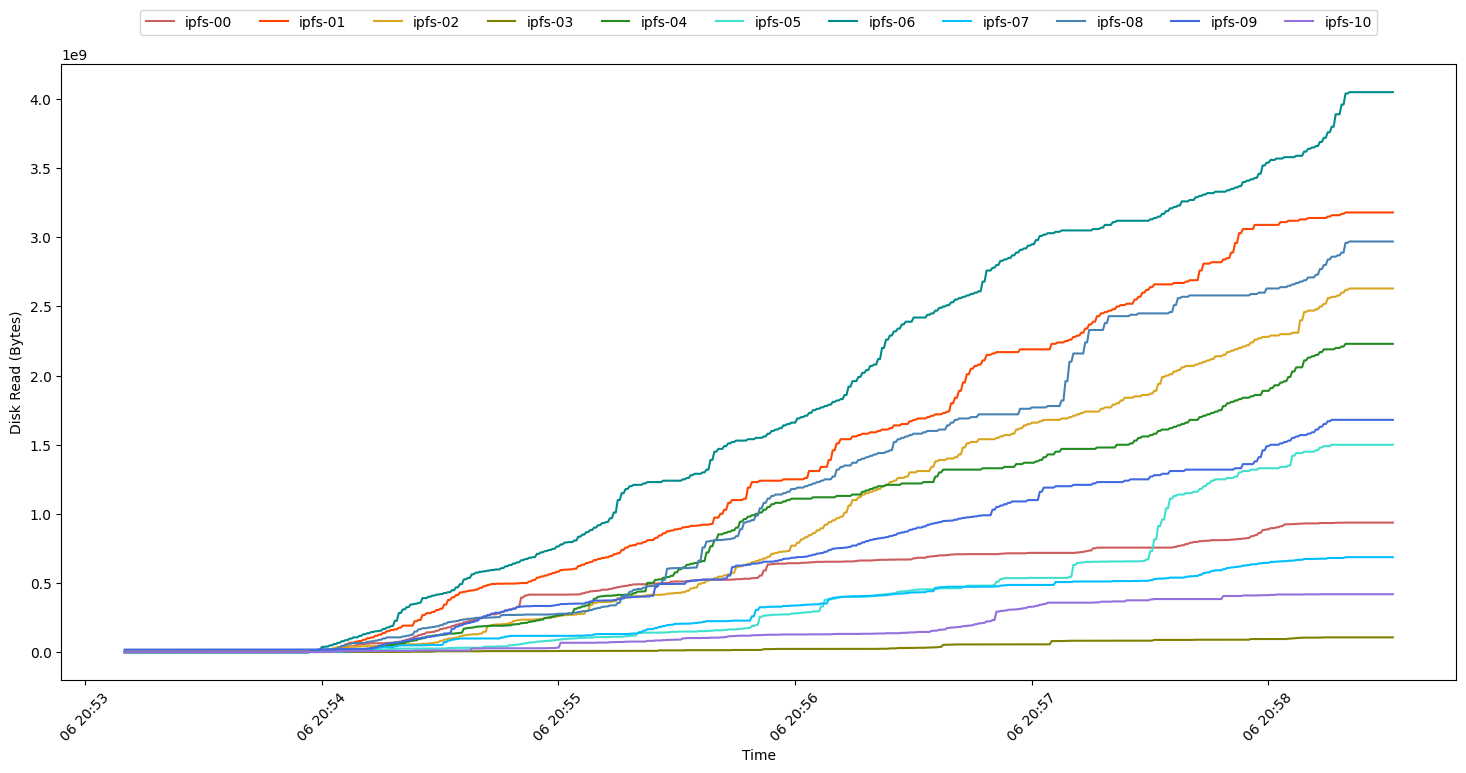 ipfs-00 ipfs-01 ipfs-02 ipfs-03 ipfs-04 ipfs-05 ipfs-06 ipfs-07 ipfs-08 ipfs-09 ipfs-10
1e9
4.0
3.5
3.0
2.5
2.0
1.5
1.0
0.5
0.0
Disk Read (Bytes)
06 20:53 06 20:54 06 20:55 06 20:56 06 20:57 06 20:58
Time